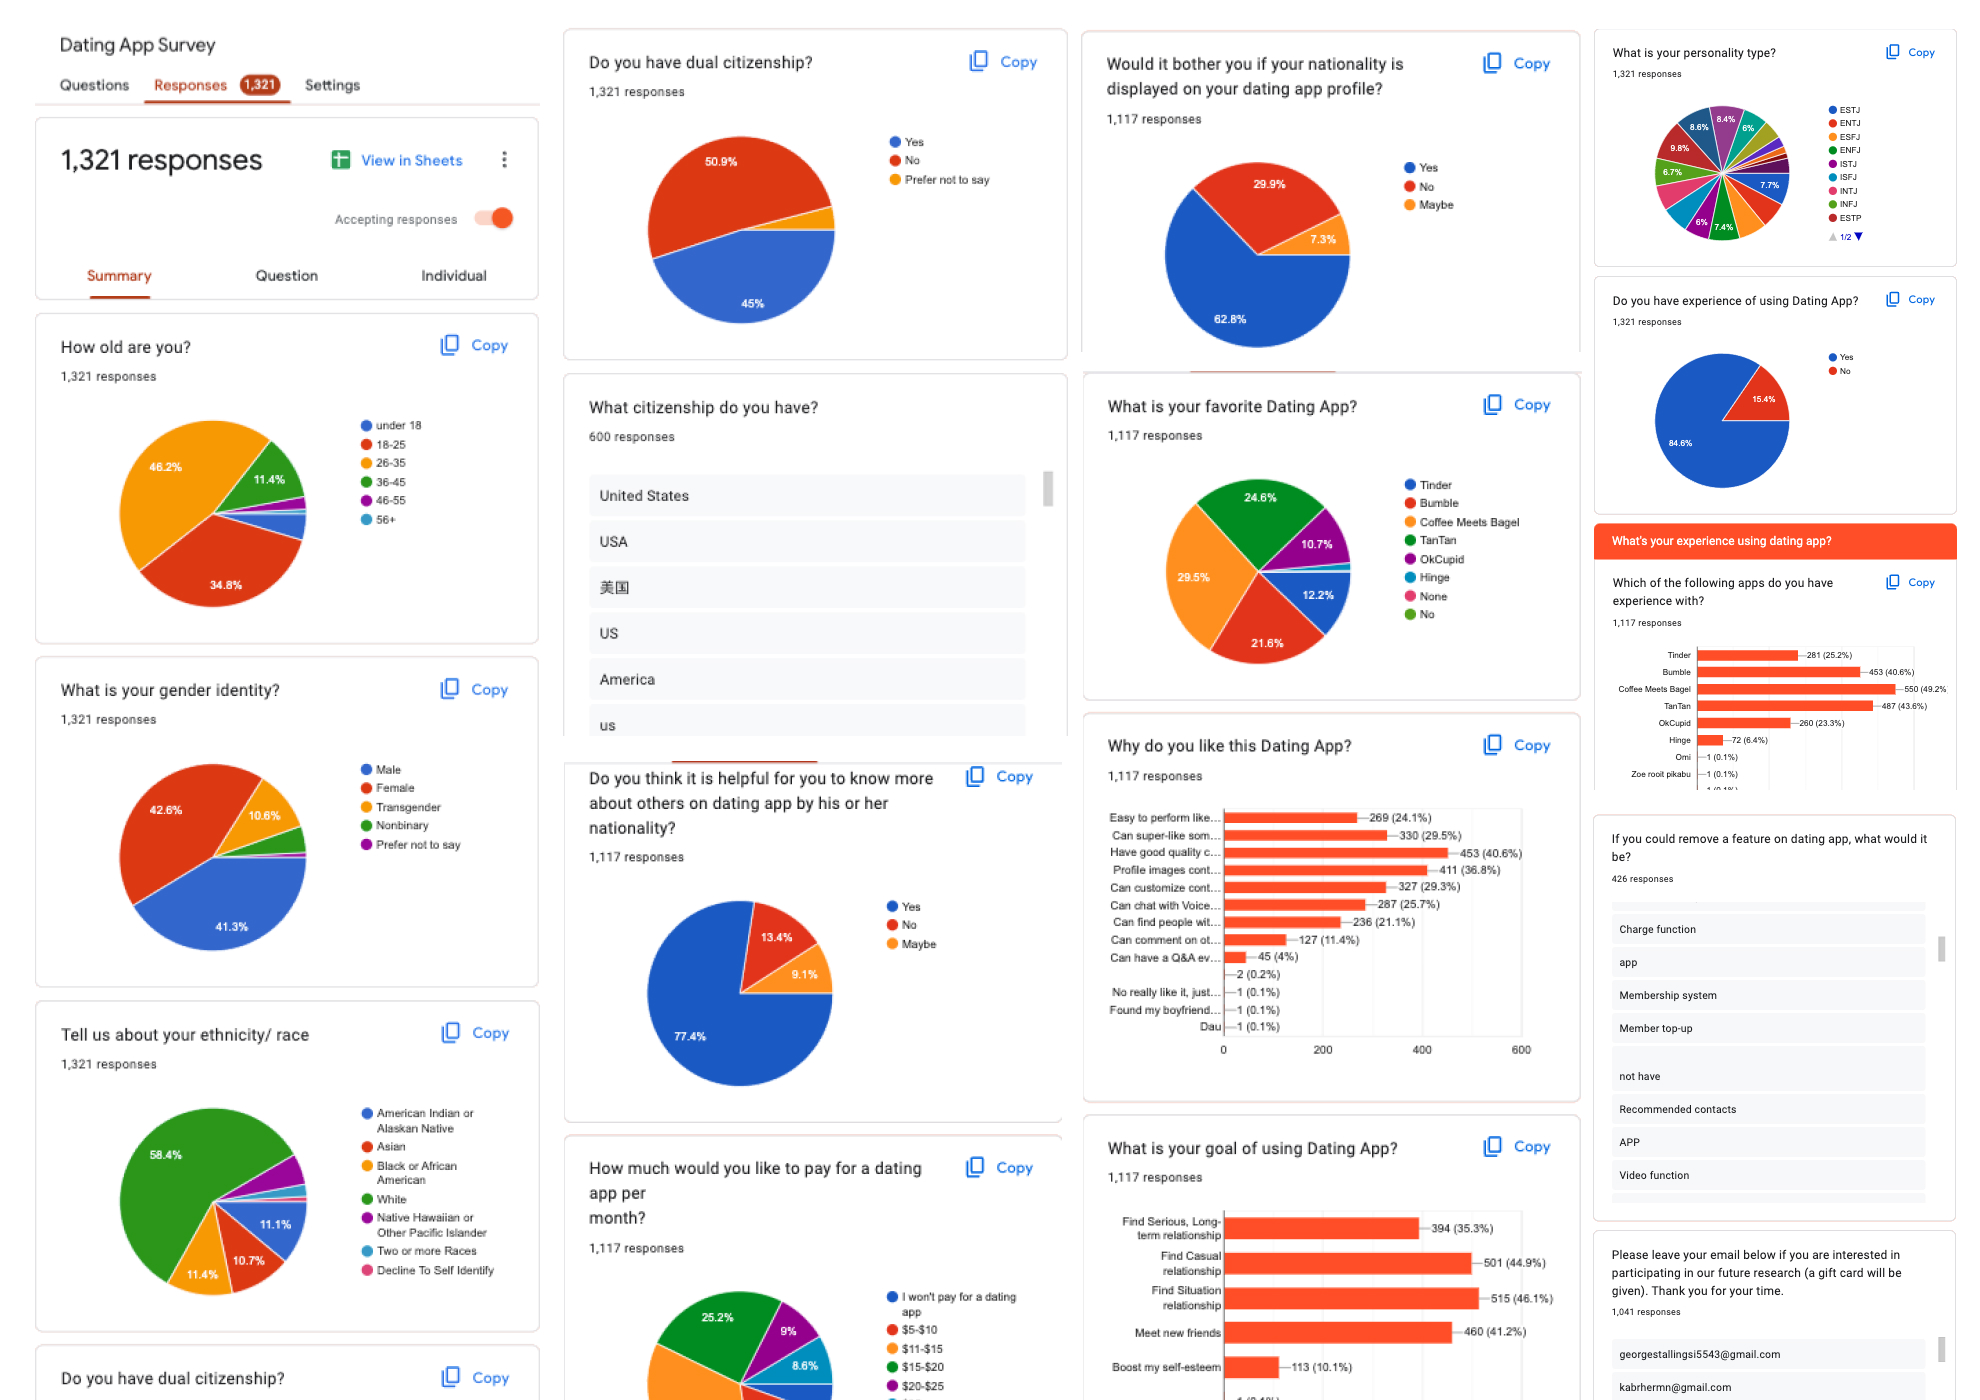 Dating App Survey
Questions
Responses
1,321
Settings
1,321 responses
View in Sheets
Accepting responses
Summary
Question
Individual
How old are you?
Copy
1,321 responses
46.2%
11.4%
34.8%
under 18
18-25
26-35
36-45
46-55
56+
What is your gender identity?
Copy
1,321 responses
42.6%
10.6%
41.3%
Male
Female
Transgender
Nonbinary
Prefer not to say
Tell us about your ethnicity/ race
Copy
1,321 responses
58.4%
11.1%
10.7%
11.4%
American Indian or
Alaskan Native
Asian
Black or African
American
White
Native Hawaiian or
Other Pacific Islander
Two or more Races
Decline To Self Identify
Do you have dual citizenship?
Copy
Do you have dual citizenship?
Copy
1,321 responses
50.9%
45%
Yes
No
Prefer not to say
What citizenship do you have?
600 responses
United States
USA
美国
US
America
us
Do you think it is helpful for you to know more
about others on dating app by his or her
nationality?
Copy
1,117 responses
13.4%
9.1%
77.4%
Yes
No
Maybe
How much would you like to pay for a dating
app per
month?
Copy
1,117 responses
25.2%
9%
8.6%
I won't pay for a dating
app
$5-$10
$11-$15
$15-$20
$20-$25
Would it bother you if your nationality is
displayed on your dating app profile?
Copy
1,117 responses
29.9%
7.3%
62.8%
Yes
No
Maybe
What is your favorite Dating App?
Copy
1,117 responses
24.6%
10.7%
29.5%
12.2%
21.6%
Tinder
Bumble
Coffee Meets Bagel
TanTan
OkCupid
Hinge
None
No
Why do you like this Dating App?
Copy
1,117 responses
Easy to perform like... 269 (24.1%)
Can super-like som... 330 (29.5%)
Have good quality c... 453 (40.6%)
Profile images cont... 411 (36.8%)
Can customize cont... 327 (29.3%)
Can chat with Voice... 287 (25.7%)
Can find people wit... 236 (21.1%)
Can comment on ot... 127 (11.4%)
Can have a Q&A ev... 45 (4%)
2 (0.2%)
No really like it, just... 1 (0.1%)
Found my boyfriend... 1 (0.1%)
Dau 1 (0.1%)
0 200 400 600
What is your goal of using Dating App?
Copy
1,117 responses
Find Serious, Long-
term relationship
394 (35.3%)
Find Casual
relationship
501 (44.9%)
Find Situation
relationship
515 (46.1%)
Meet new friends 460 (41.2%)
Boost my self-esteem 113 (10.1%)
What is your personality type?
Copy
1,321 responses
8.6%
8.4%
6%
9.8%
6.7%
7.7%
6%
7.4%
ESTJ
ENTJ
ESFJ
ENFJ
ISTJ
ISFJ
INTJ
INFJ
ESTP
1/2
Do you have experience of using Dating App?
Copy
1,321 responses
15.4%
84.6%
Yes
No
What's your experience using dating app?
Which of the following apps do you have
experience with?
Copy
1,117 responses
Tinder 281 (25.2%)
Bumble 453 (40.6%)
Coffee Meets Bagel 550 (49.2%
TanTan 487 (43.6%)
OkCupid 260 (23.3%)
Hinge 72 (6.4%)
Omi 1 (0.1%)
Zoe rooit pikabu 1 (0.1%)
If you could remove a feature on dating app, what would it
be?
426 responses
Charge function
app
Membership system
Member top-up
not have
Recommended contacts
APP
Video function
Please leave your email below if you are interested in
participating in our future research (a gift card will be
given). Thank you for your time.
1,041 responses
georgestallingsi5543@gmail.com
kabrhermn@gmail.com